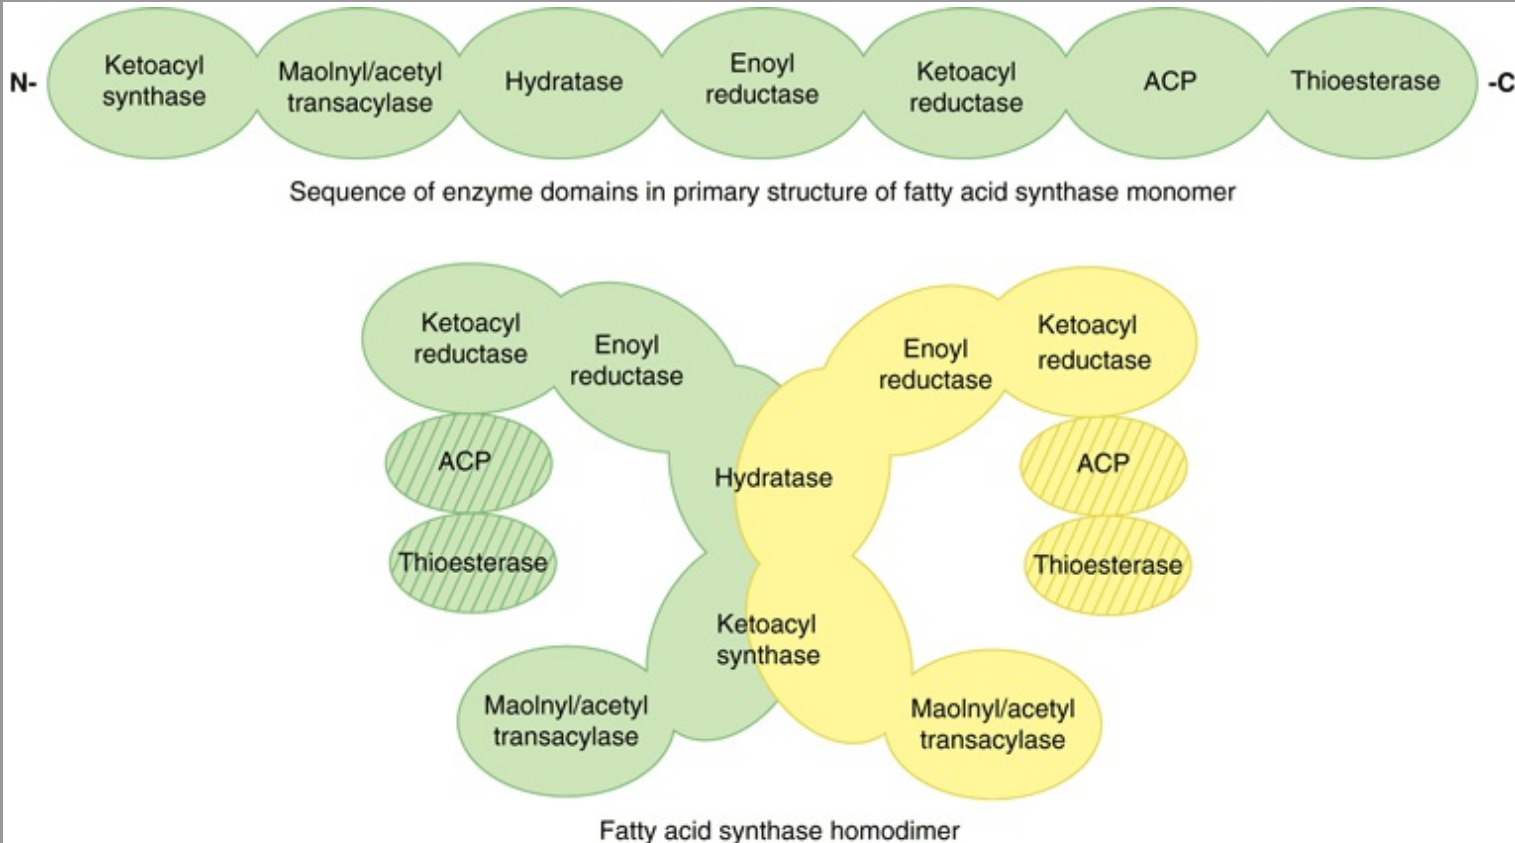 N-
Ketoacyl
synthase
Maolnyl/acetyl
transacylase
Hydratase
Enoyl
reductase
Ketoacyl
reductase
ACP
Thioesterase
-C
Sequence of enzyme domains in primary structure of fatty acid synthase monomer
Ketoacyl
reductase
Enoyl
reductase
Enoyl
reductase
Ketoacyl
reductase
ACP
Hydratase
ACP
Thioesterase
Thioesterase
Ketoacyl
synthase
Maolnyl/acetyl
transacylase
Maolnyl/acetyl
transacylase
Fatty acid synthase homodimer